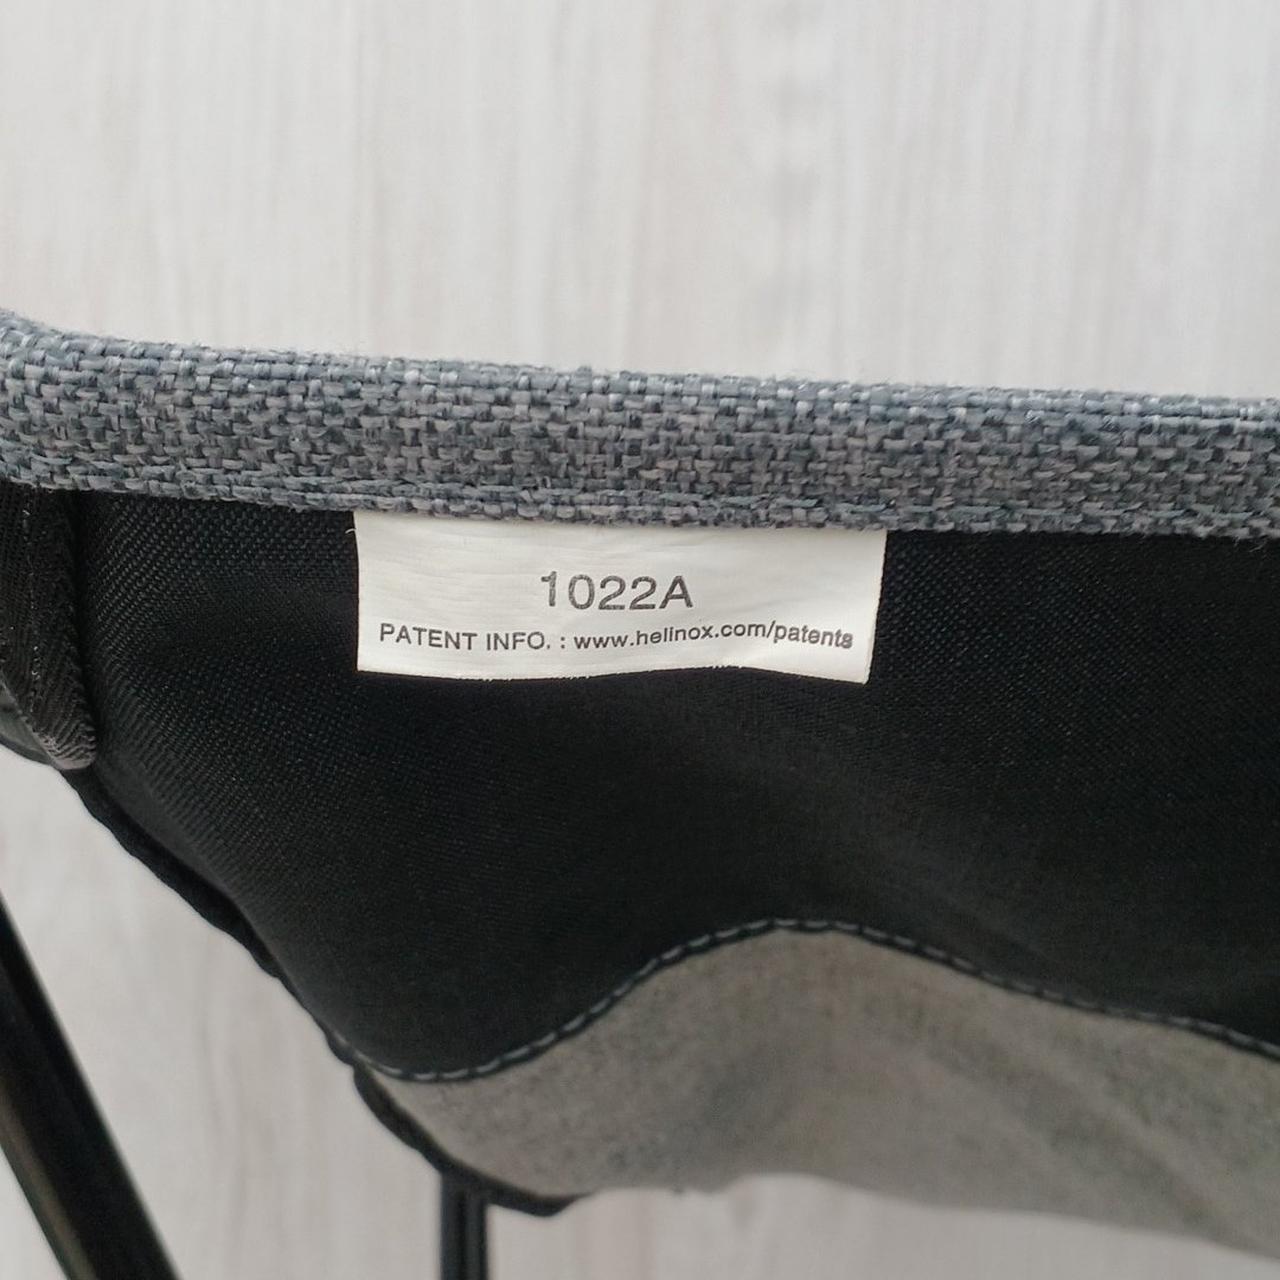 1022A
PATENT INFO. : www.helinox.com/patents